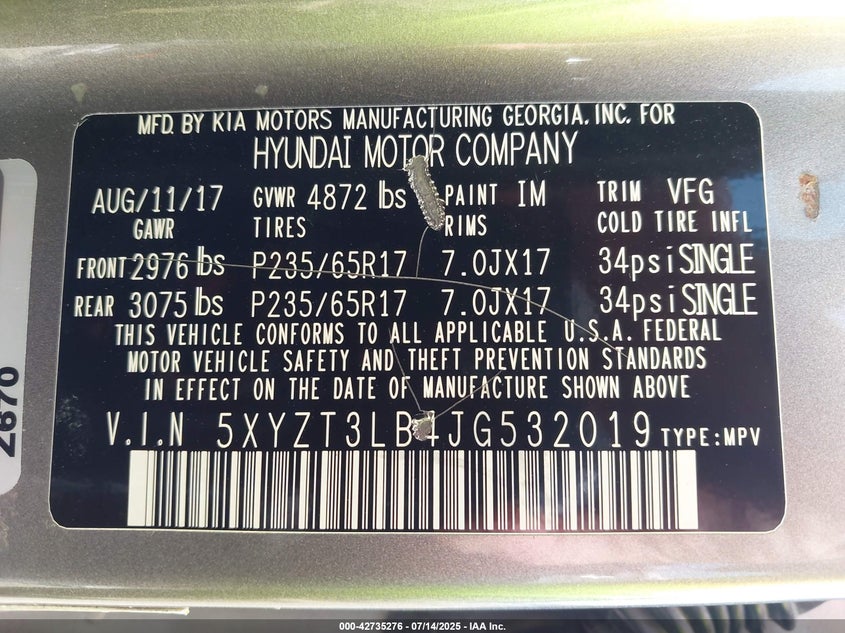 MFD. BY KIA MOTORS MANUFACTURING GEORGIA, INC. FOR
HYUNDAI MOTOR COMPANY
AUG/11/17 GVWR 4872 lbs PAINT IM TRIM VFG
GAWR TIRES RIMS COLD TIRE INFL
FRONT 2976 lbs P235/65R17 7.0JX17 34psi SINGLE
REAR 3075 lbs P235/65R17 7.0JX17 34psi SINGLE
THIS VEHICLE CONFORMS TO ALL APPLICABLE U.S.A. FEDERAL
MOTOR VEHICLE SAFETY AND THEFT PREVENTION STANDARDS
IN EFFECT ON THE DATE OF MANUFACTURE SHOWN ABOVE
V.I.N 5XYZT3LB4JG532019 TYPE:MPV
2870
000-42735276 - 07/14/2025 - IAA Inc.